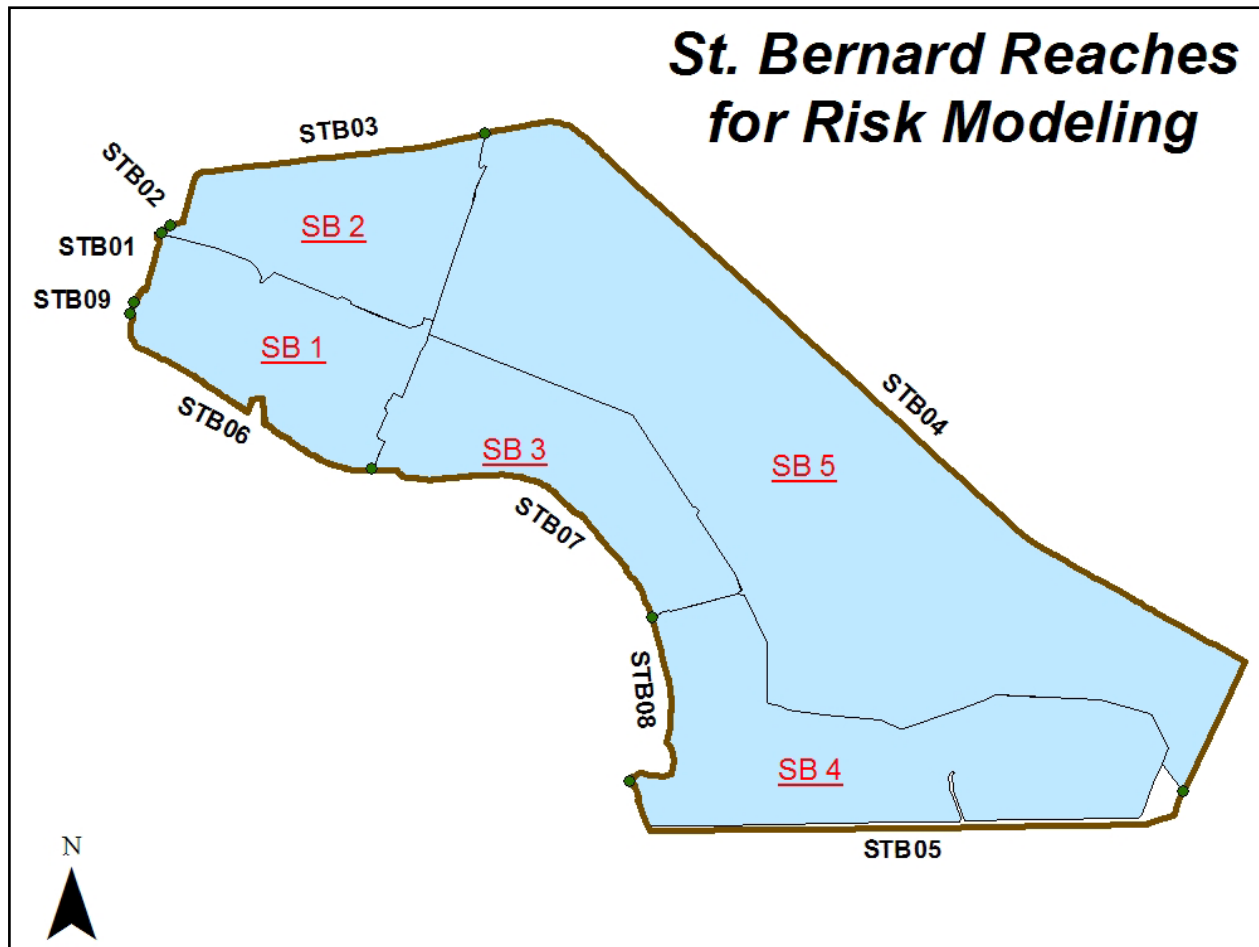 St. Bernard Reaches
for Risk Modeling
STB03
STB02
SB 2
STB01
STB09
SB 1
STB06
STB04
SB 3
SB 5
STB07
STB08
SB 4
STB05
N